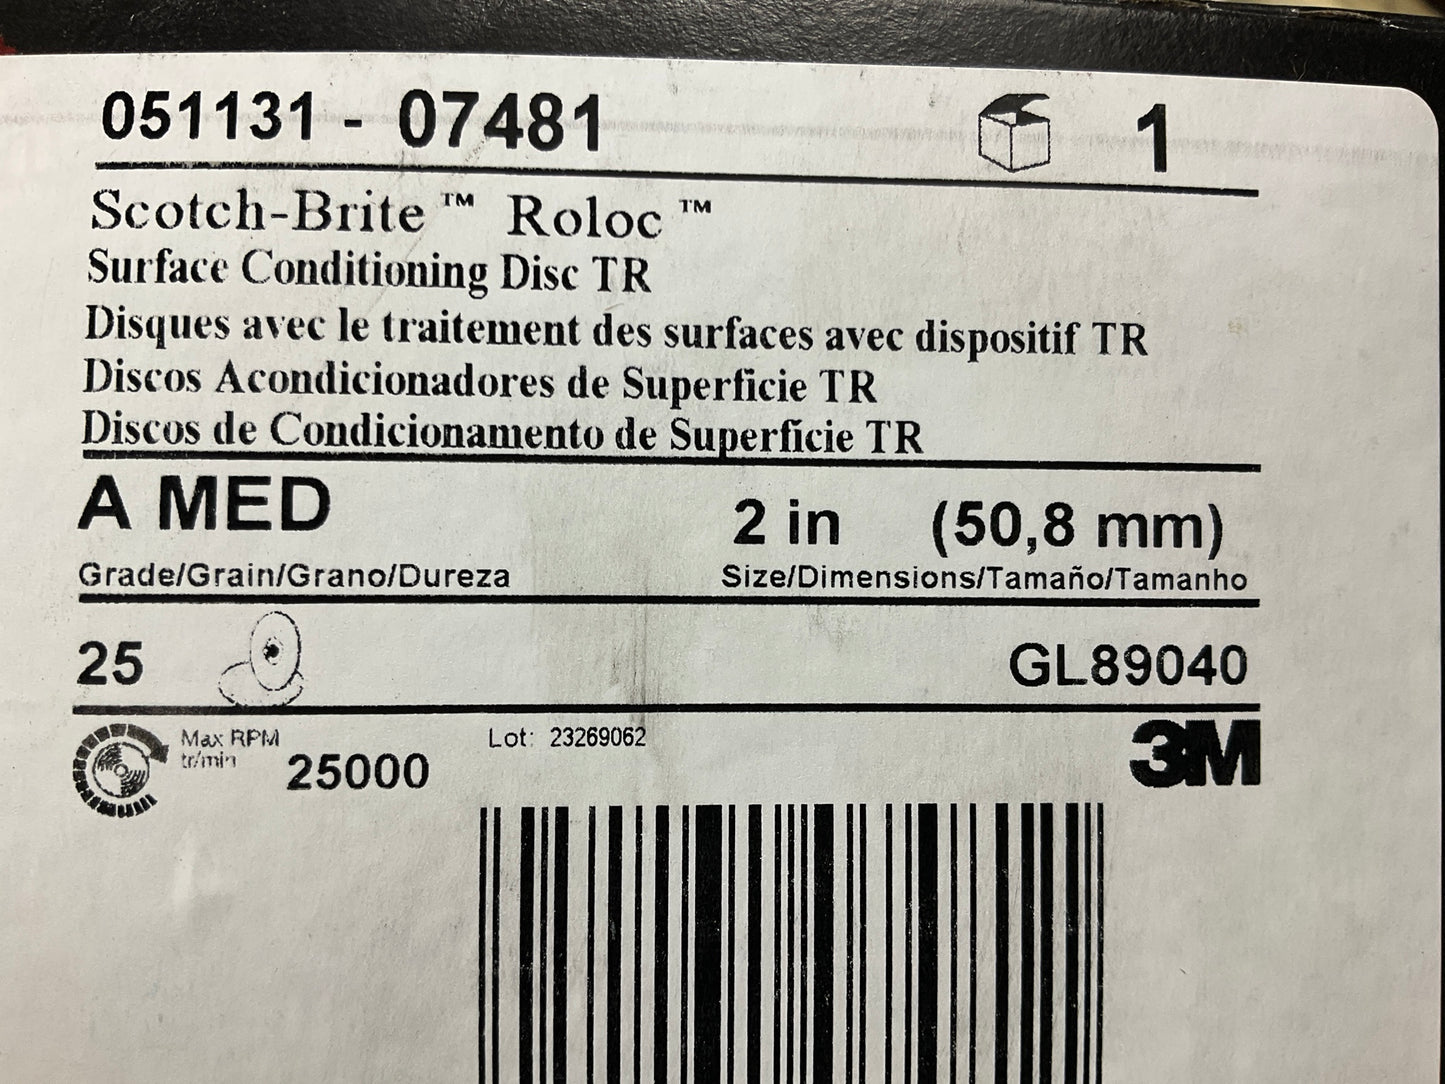 051131 - 07481 1
Scotch-Brite™ Roloc™
Surface Conditioning Disc TR
Disques avec le traitement des surfaces avec dispositif TR
Discos Acondicionadores de Superficie TR
Discos de Condicionamento de Superfície TR
A MED 2 in (50,8 mm)
Grade/Grain/Grano/Dureza Size/Dimensions/Tamaño/Tamanho
25 GL89040
Max RPM Lot: 23269062 3M
tr/min 25000